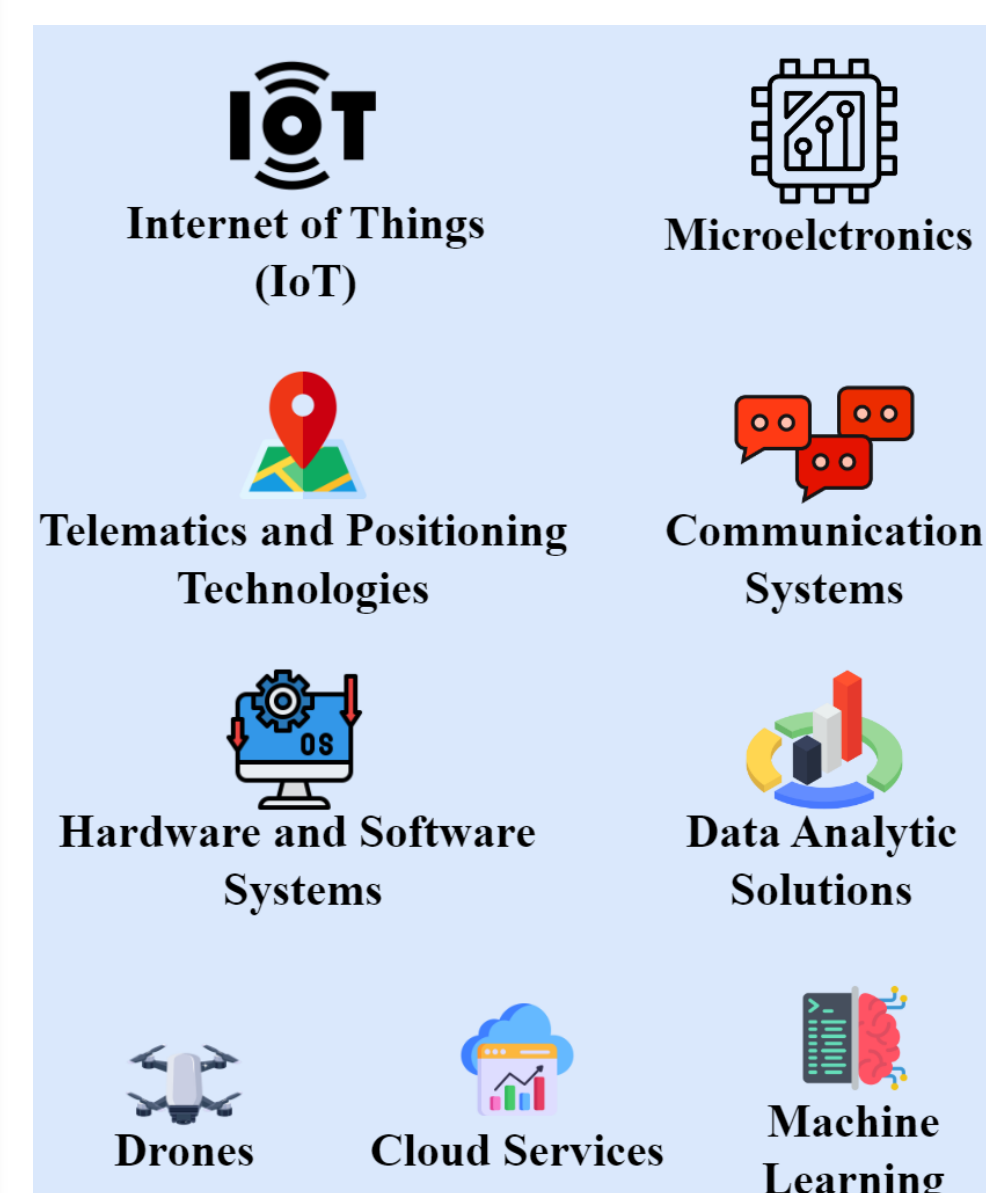 IOT
Internet of Things
(IoT)
Microelctronics
Telematics and Positioning
Technologies
Communication
Systems
OS
Hardware and Software
Systems
Data Analytic
Solutions
Drones
Cloud Services
>_
Machine
Learning